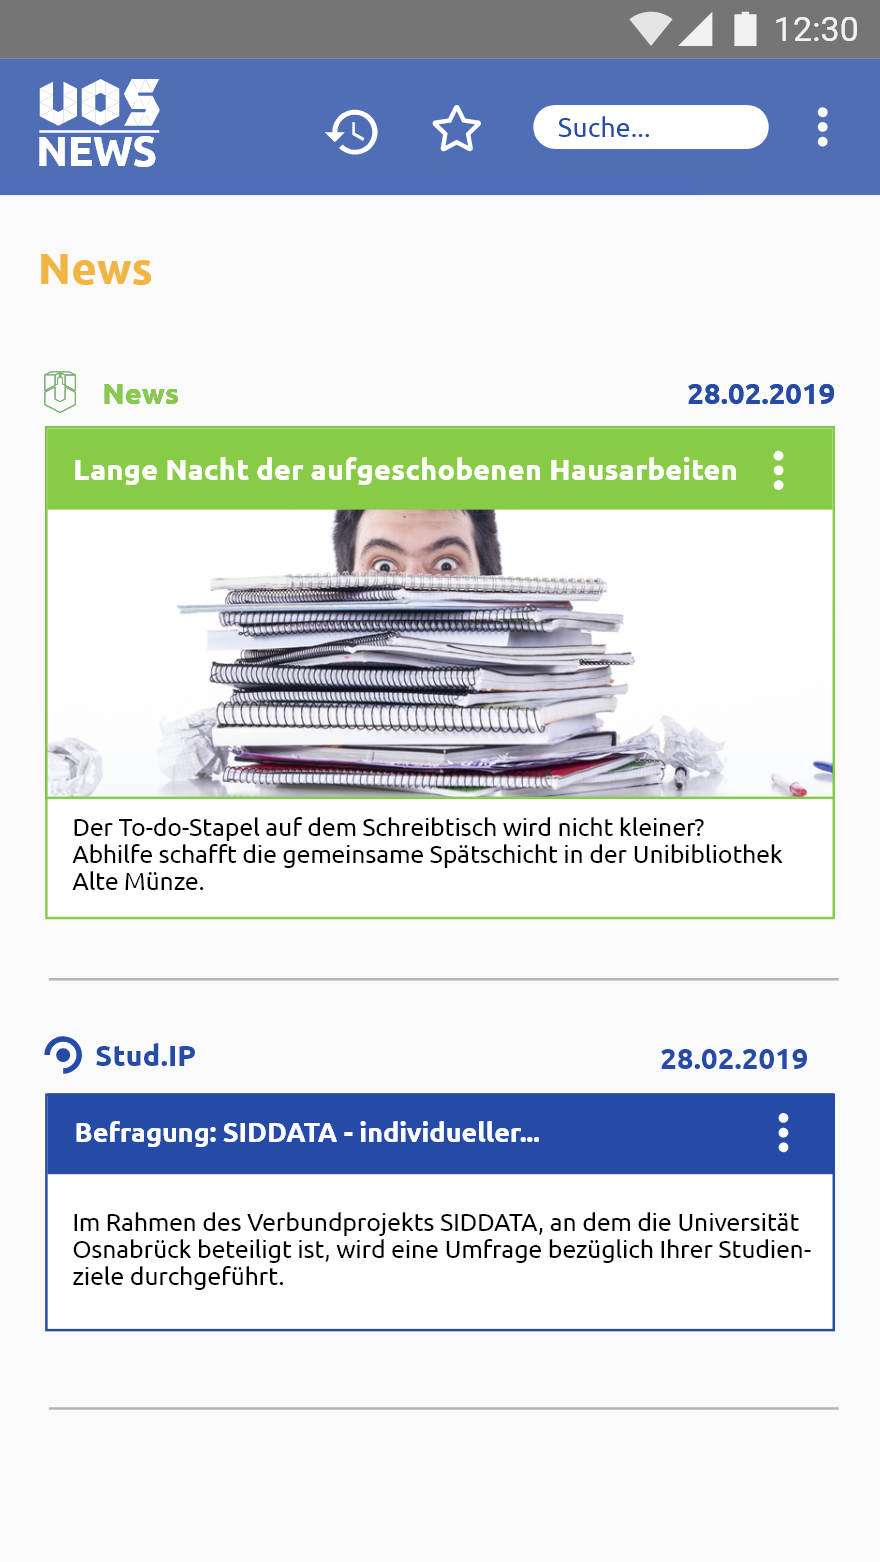 12:30
UOS
NEWS
Suche...
News
News
28.02.2019
Lange Nacht der aufgeschobenen Hausarbeiten
Der To-do-Stapel auf dem Schreibtisch wird nicht kleiner?
Abhilfe schafft die gemeinsame Spätschicht in der Unibibliothek
Alte Münze.
Stud.IP
28.02.2019
Befragung: SIDDATA - individueller...
Im Rahmen des Verbundprojekts SIDDATA, an dem die Universität
Osnabrück beteiligt ist, wird eine Umfrage bezüglich Ihrer Studien-
ziele durchgeführt.